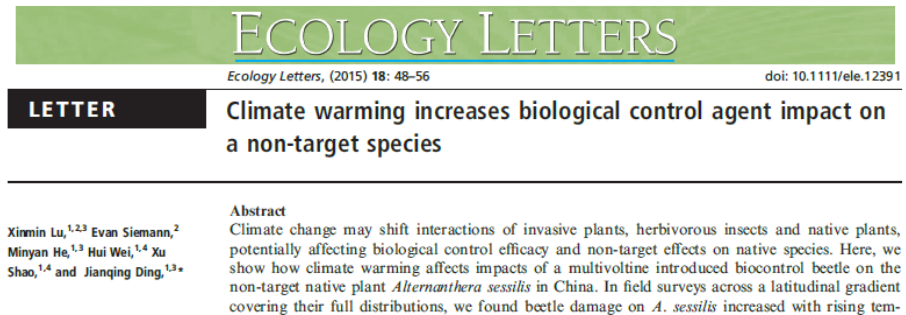 ECOLOGY LETTERS
Ecology Letters, (2015) 18: 48–56
doi: 10.1111/ele.12391
LETTER
Climate warming increases biological control agent impact on
a non-target species
Xinmin Lu,1,2,3 Evan Siemann,2
Minyan He,1,3 Hui Wei,1,4 Xu
Shao,1,4 and Jianqing Ding,1,3*
Abstract
Climate change may shift interactions of invasive plants, herbivorous insects and native plants,
potentially affecting biological control efficacy and non-target effects on native species. Here, we
show how climate warming affects impacts of a multivoltine introduced biocontrol beetle on the
non-target native plant Alternanthera sessilis in China. In field surveys across a latitudinal gradient
covering their full distributions, we found beetle damage on A. sessilis increased with rising tem-